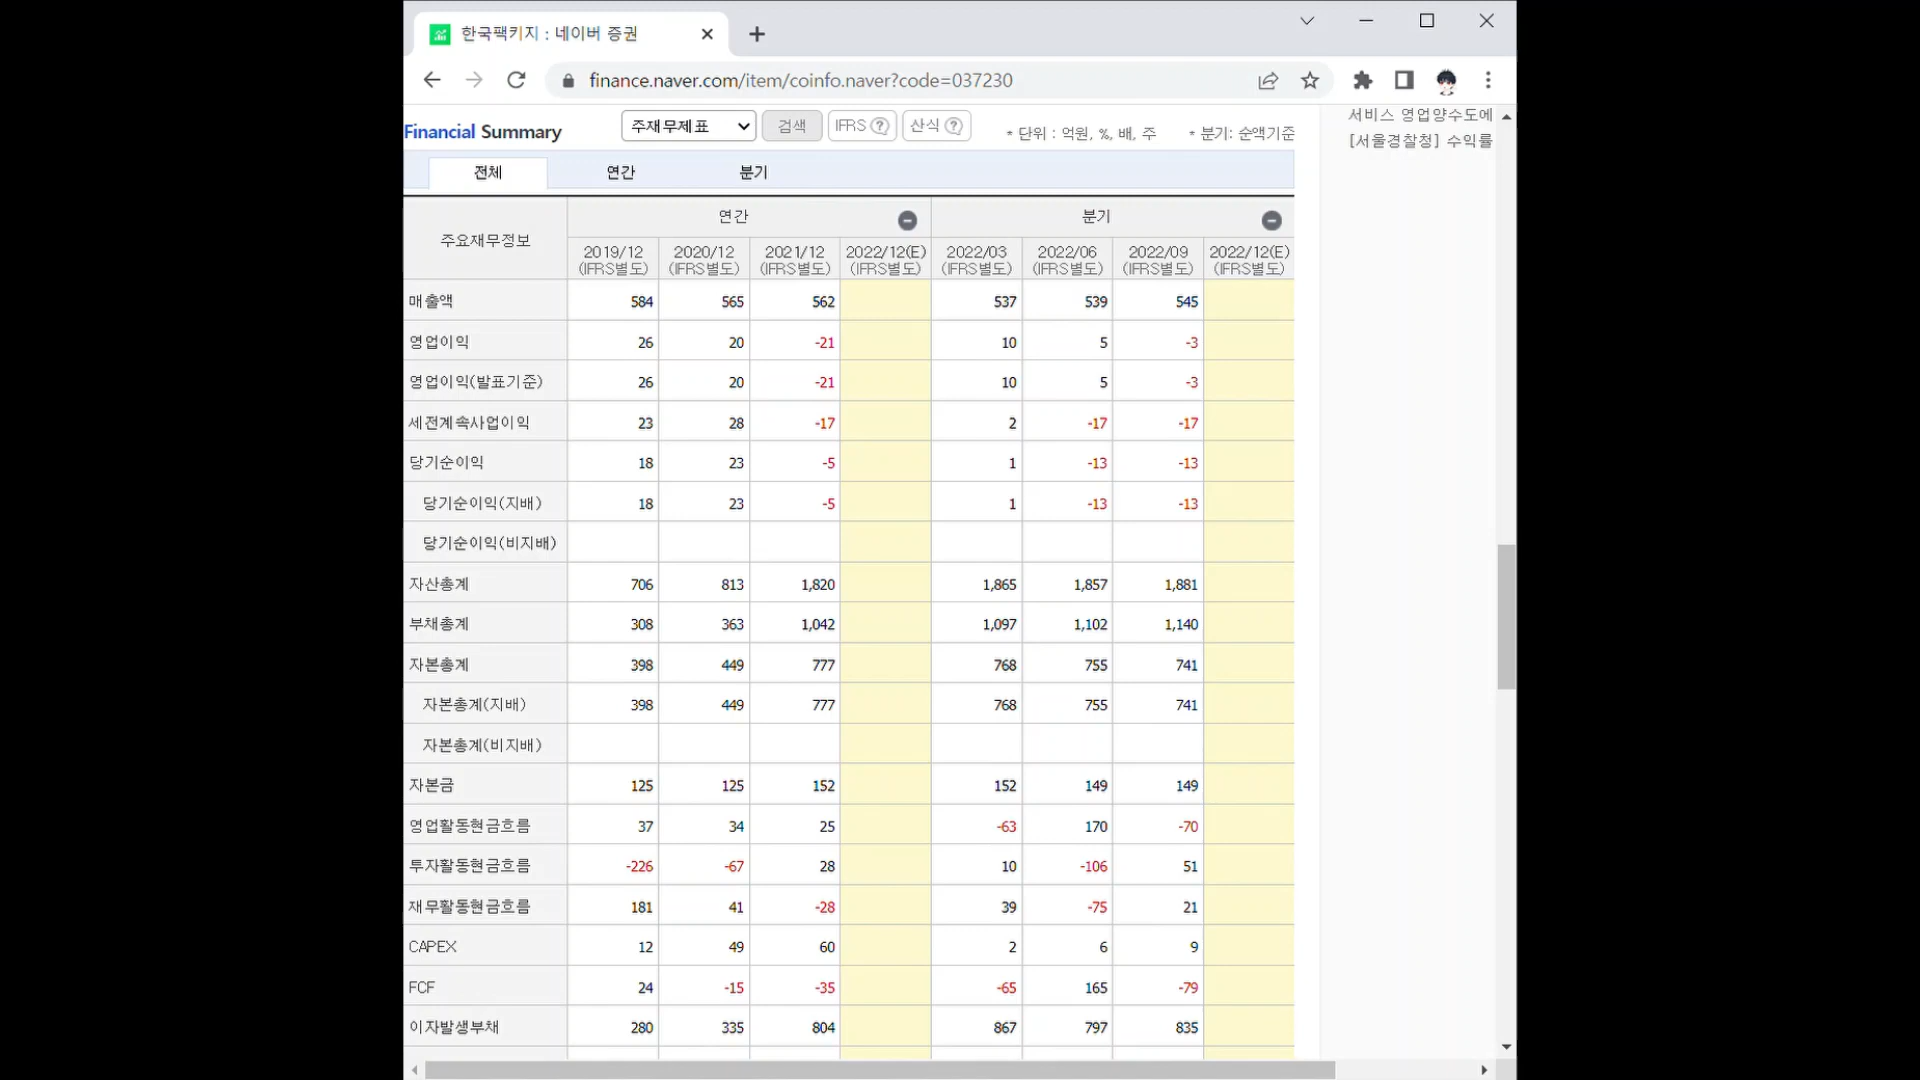 한국팩키지 : 네이버 증권
finance.naver.com/item/coinfo.naver?code=037230
서비스 영업양수도에
[서울경찰청] 수익률
Financial Summary 주재무제표 검색 IFRS ? 산식 ? * 단위 : 억원, %, 배, 주 * 분기: 순액기준
전체 연간 분기
주요재무정보 연간 분기
2019/12 2020/12 2021/12 2022/12(E) 2022/03 2022/06 2022/09 2022/12(E)
(IFRS별도) (IFRS별도) (IFRS별도) (IFRS별도) (IFRS별도) (IFRS별도) (IFRS별도) (IFRS별도)
매출액 584 565 562 537 539 545
영업이익 26 20 -21 10 5 -3
영업이익(발표기준) 26 20 -21 10 5 -3
세전계속사업이익 23 28 -17 2 -17 -17
당기순이익 18 23 -5 1 -13 -13
당기순이익(지배) 18 23 -5 1 -13 -13
당기순이익(비지배)
자산총계 706 813 1,820 1,865 1,857 1,881
부채총계 308 363 1,042 1,097 1,102 1,140
자본총계 398 449 777 768 755 741
자본총계(지배) 398 449 777 768 755 741
자본총계(비지배)
자본금 125 125 152 152 149 149
영업활동현금흐름 37 34 25 -63 170 -70
투자활동현금흐름 -226 -67 28 10 -106 51
재무활동현금흐름 181 41 -28 39 -75 21
CAPEX 12 49 60 2 6 9
FCF 24 -15 -35 -65 165 -79
이자발생부채 280 335 804 867 797 835